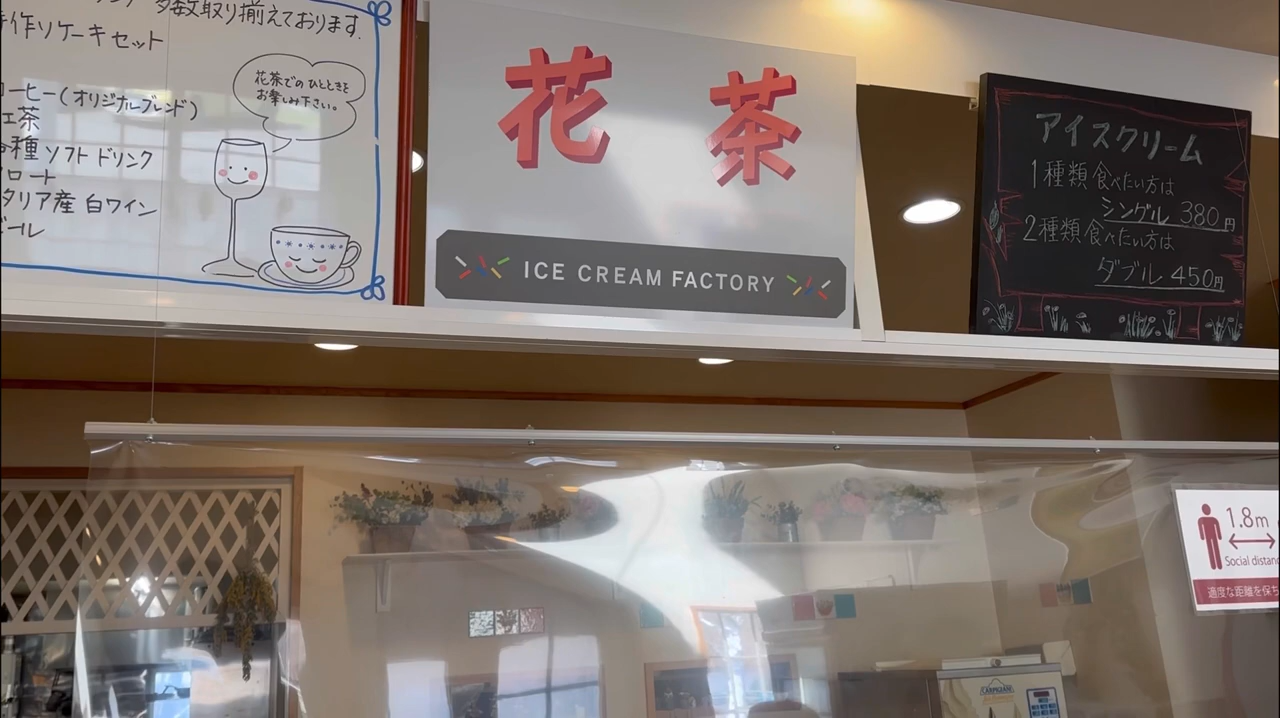 多数取り揃えております。
作りケーキセット
コーヒー(オリジナルブレンド)
紅茶
各種ソフトドリンク
フロート
イタリア産 白ワイン
ビール
花茶でのひとときを
お楽しみ下さい。
花茶
ICE CREAM FACTORY
アイスクリーム
1種類食べたい方は
シングル 380円
2種類食べたい方は
ダブル 450円
1.8m
Social distan
適度な距離を保ち
CARPIGIANI